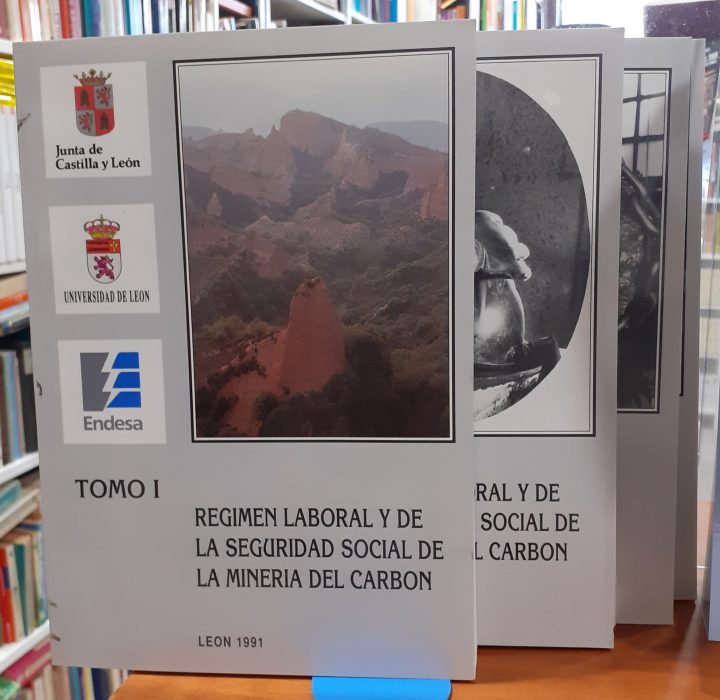 Junta de
Castilla y León
UNIVERSIDAD DE LEON
Endesa
TOMO I
REGIMEN LABORAL Y DE
LA SEGURIDAD SOCIAL DE
LA MINERIA DEL CARBON
LEON 1991
ORAL Y DE
SOCIAL DE
L CARBON